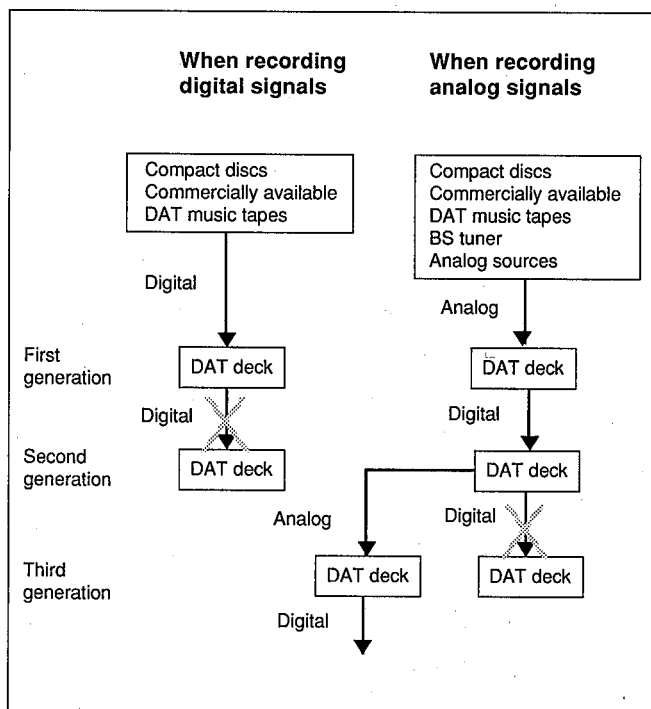 When recording
digital signals
When recording
analog signals
Compact discs
Commercially available
DAT music tapes
Compact discs
Commercially available
DAT music tapes
BS tuner
Analog sources
Digital
Analog
First
generation
DAT deck
DAT deck
Digital
Digital
Second
generation
DAT deck
DAT deck
Analog
Digital
Third
generation
DAT deck
DAT deck
Digital